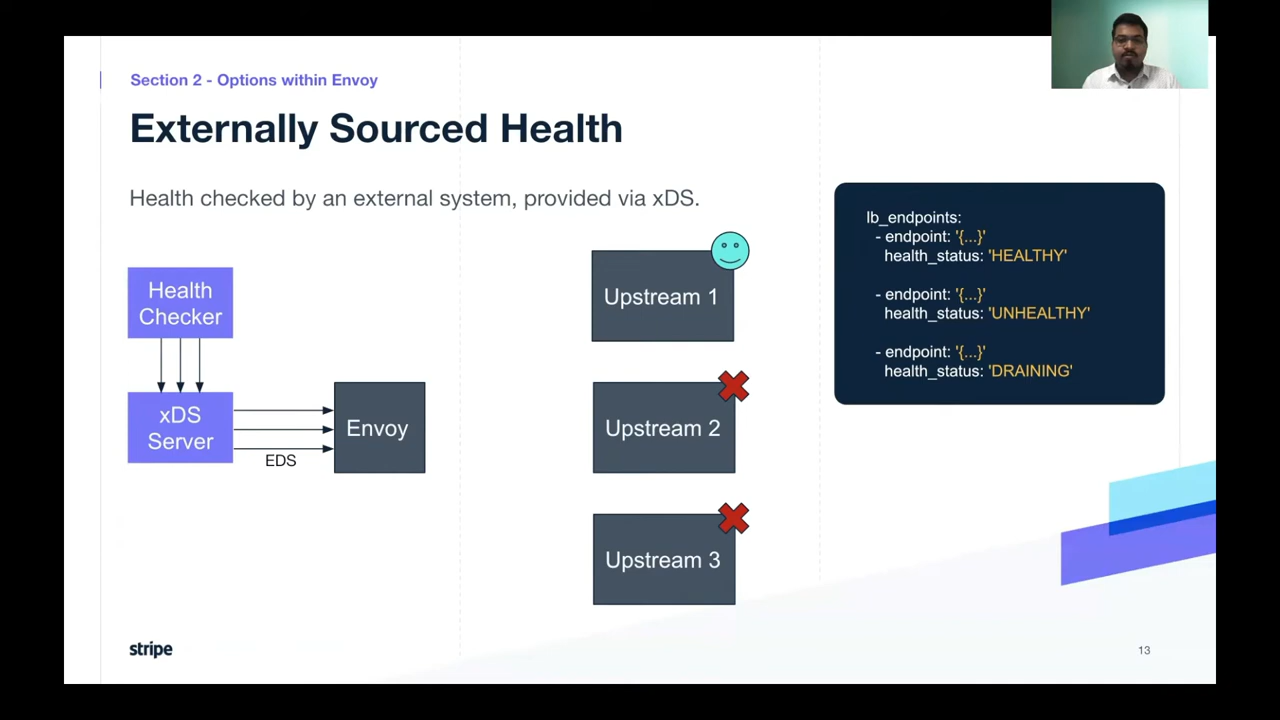 Section 2 - Options within Envoy
Externally Sourced Health
Health checked by an external system, provided via xDS.
Health
Checker
xDS
Server
EDS
Envoy
Upstream 1
Upstream 2
Upstream 3
lb_endpoints:
- endpoint: '{...}'
health_status: 'HEALTHY'
- endpoint: '{...}'
health_status: 'UNHEALTHY'
- endpoint: '{...}'
health_status: 'DRAINING'
stripe
13